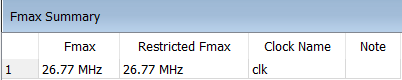 Fmax Summary
Fmax Restricted Fmax Clock Name Note
1 26.77 MHz 26.77 MHz clk